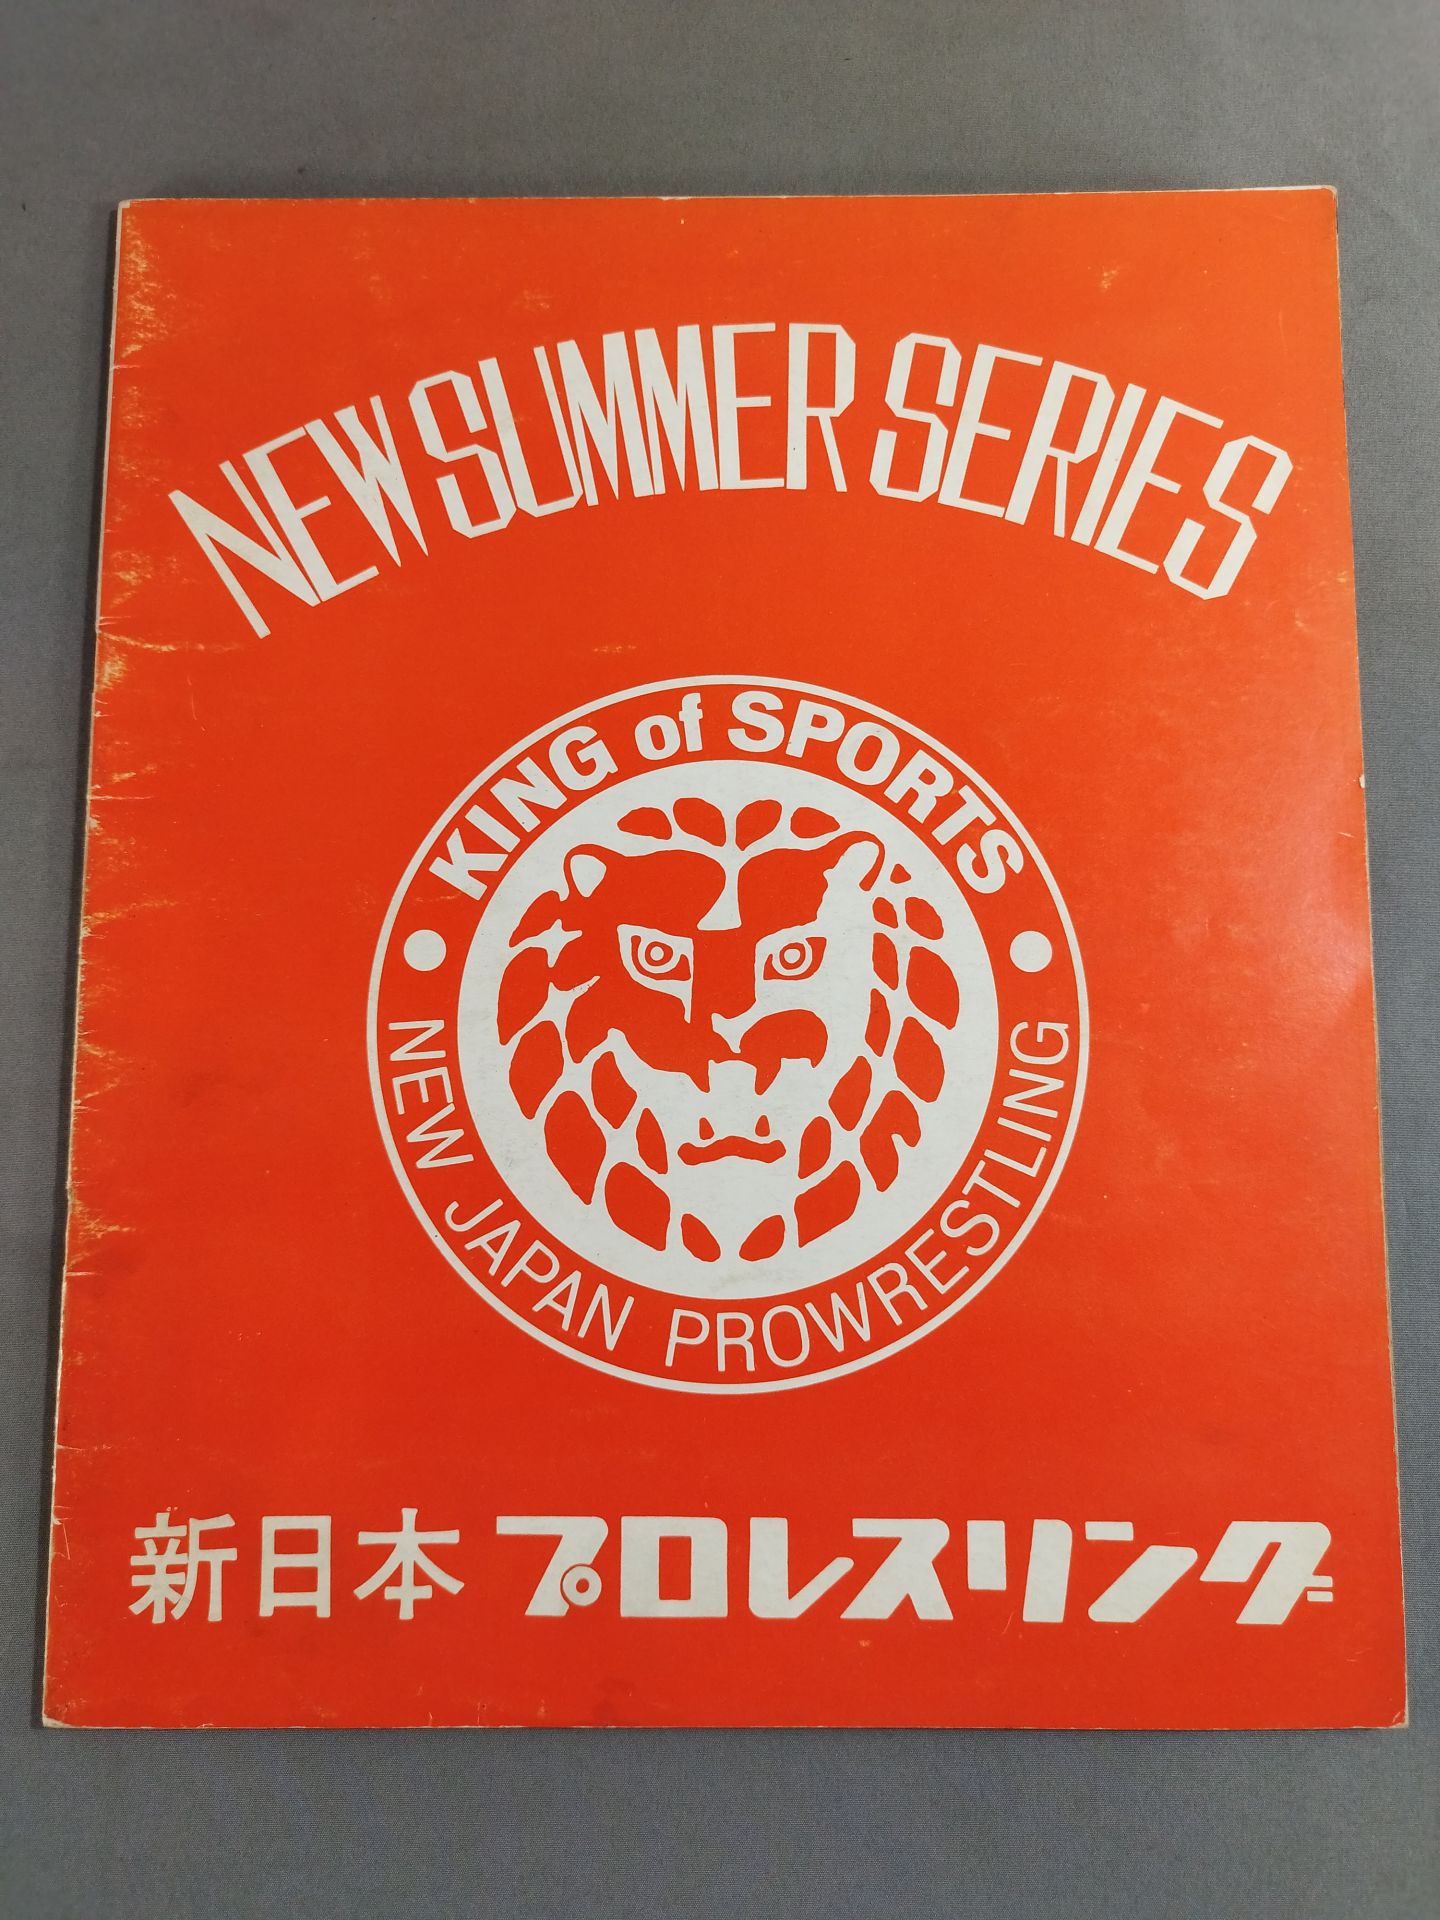 NEW SUMMER SERIES
KING of SPORTS
NEW JAPAN PROWRESTLING
新日本プロレスリング